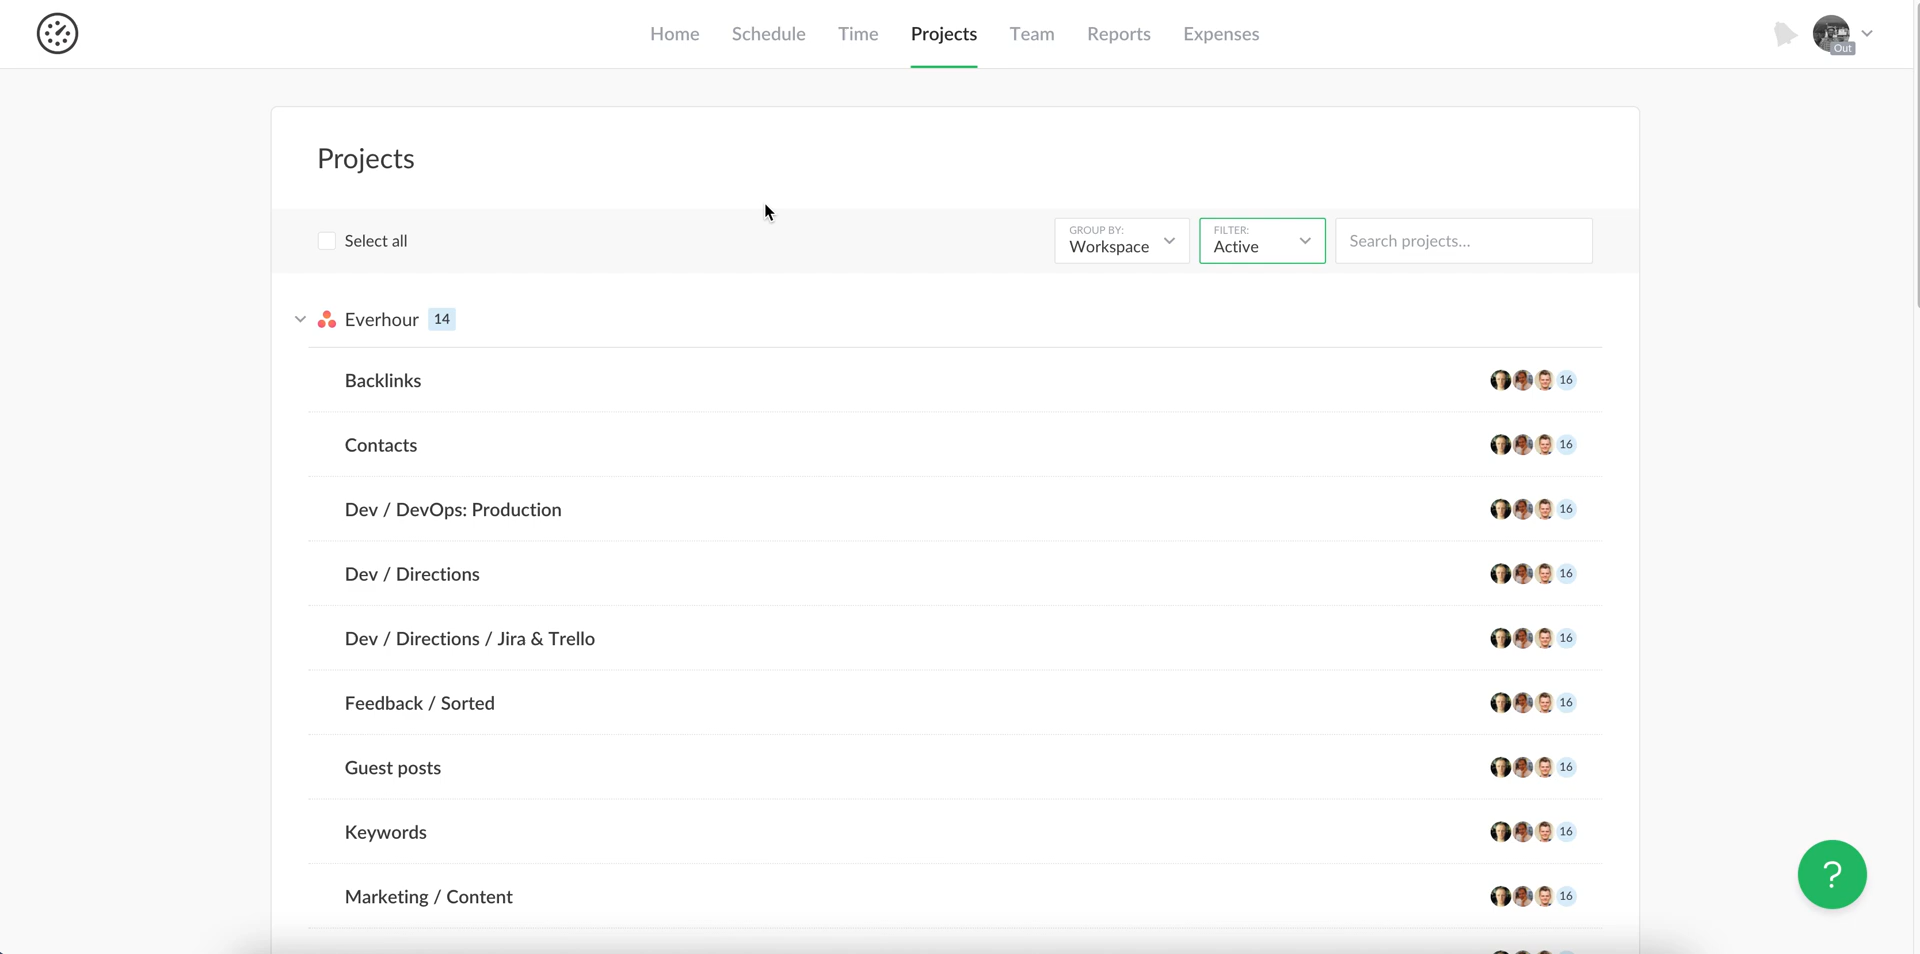 Home Schedule Time Projects Team Reports Expenses
Out
Projects
Select all
GROUP BY:
Workspace
FILTER:
Active
Search projects...
Everhour 14
Backlinks 16
Contacts 16
Dev / DevOps: Production 16
Dev / Directions 16
Dev / Directions / Jira & Trello 16
Feedback / Sorted 16
Guest posts 16
Keywords 16
Marketing / Content 16
?